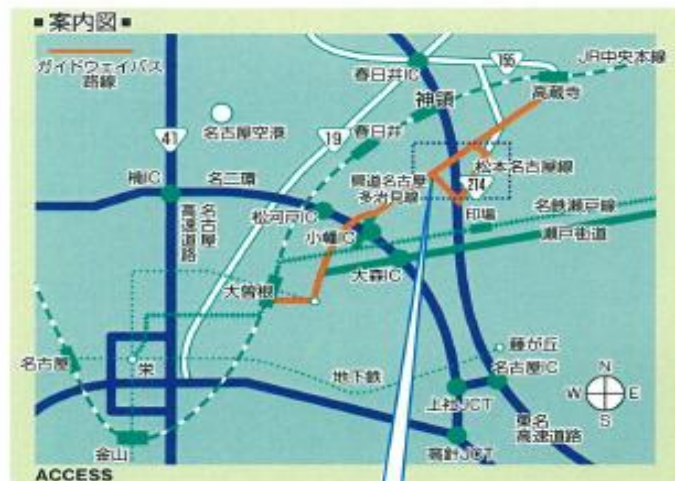 ■案内図■
ガイドウェイバス
路線
155
JR中央本線
春日井IC
高蔵寺
神領
41
名古屋空港
19
春日井
松本名古屋線
楠IC
名二環
県道名古屋
多治見線
214
印場
名鉄瀬戸線
松河戸IC
小幡IC
瀬戸街道
名古屋
高速道路
大森IC
大曽根
藤が丘
名古屋
栄
地下鉄
名古屋IC
N
W
E
S
上社JCT
東名
高速道路
金山
高針JCT
ACCESS